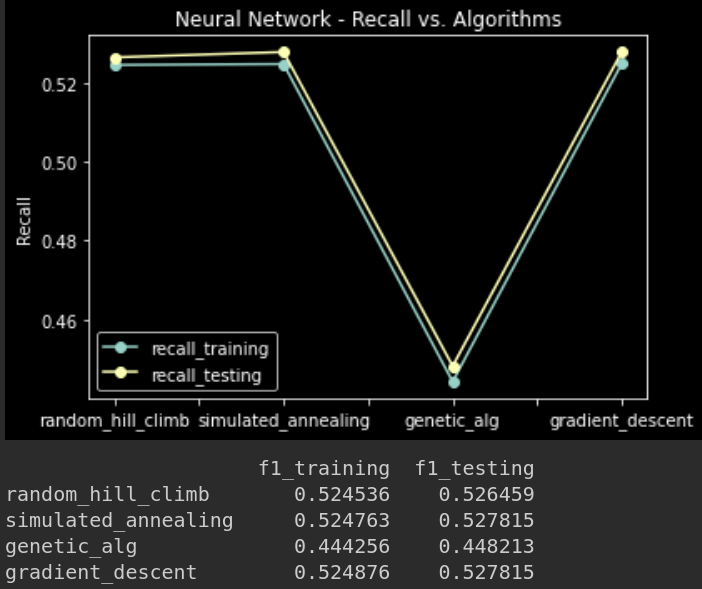 Neural Network - Recall vs. Algorithms
0.52
0.50
0.48
0.46
Recall
recall_training
recall_testing
random_hill_climb simulated_annealing genetic_alg gradient_descent
f1_training f1_testing
random_hill_climb 0.524536 0.526459
simulated_annealing 0.524763 0.527815
genetic_alg 0.444256 0.448213
gradient_descent 0.524876 0.527815